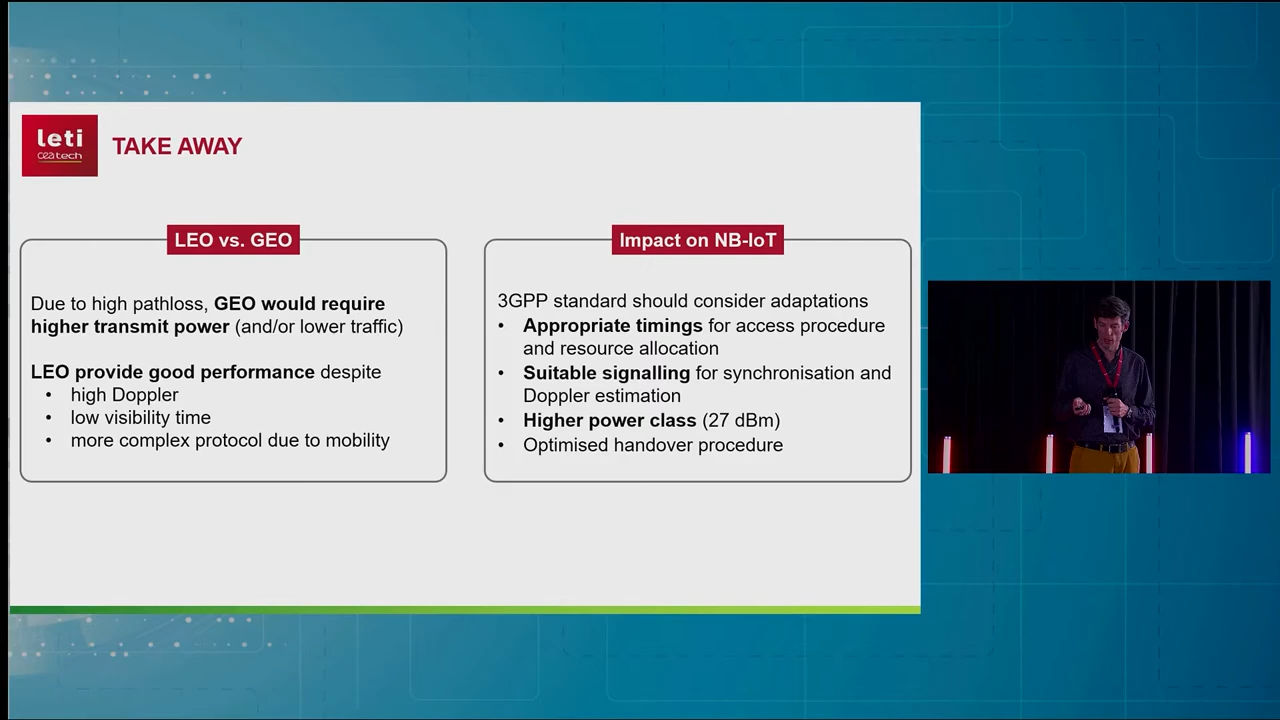 leti
cea tech
TAKE AWAY
LEO vs. GEO
Due to high pathloss, GEO would require
higher transmit power (and/or lower traffic)
LEO provide good performance despite
• high Doppler
• low visibility time
• more complex protocol due to mobility
Impact on NB-IoT
3GPP standard should consider adaptations
• Appropriate timings for access procedure
and resource allocation
• Suitable signalling for synchronisation and
Doppler estimation
• Higher power class (27 dBm)
• Optimised handover procedure